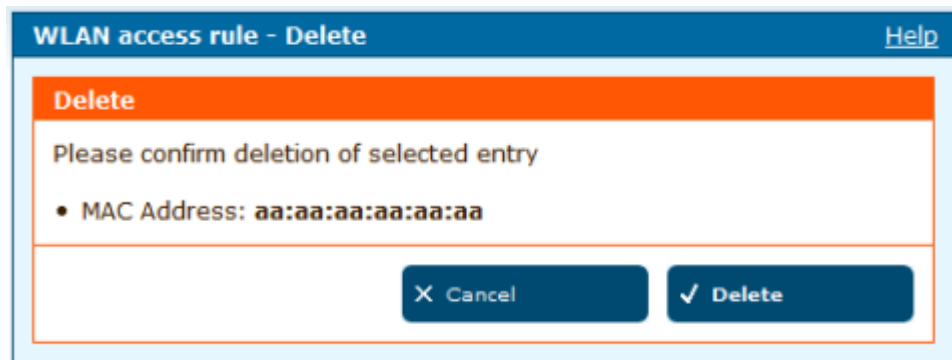 WLAN access rule - Delete Help
Delete
Please confirm deletion of selected entry
• MAC Address: aa:aa:aa:aa:aa:aa
X Cancel ✓ Delete